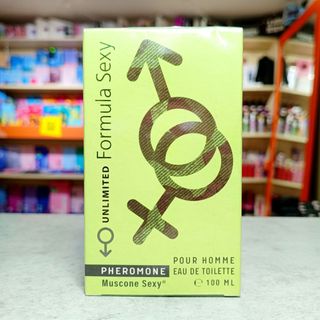 UNLIMITED Formula Sexy
PHEROMONE
Muscone Sexy
POUR HOMME
EAU DE TOILETTE
℮ 100 ML